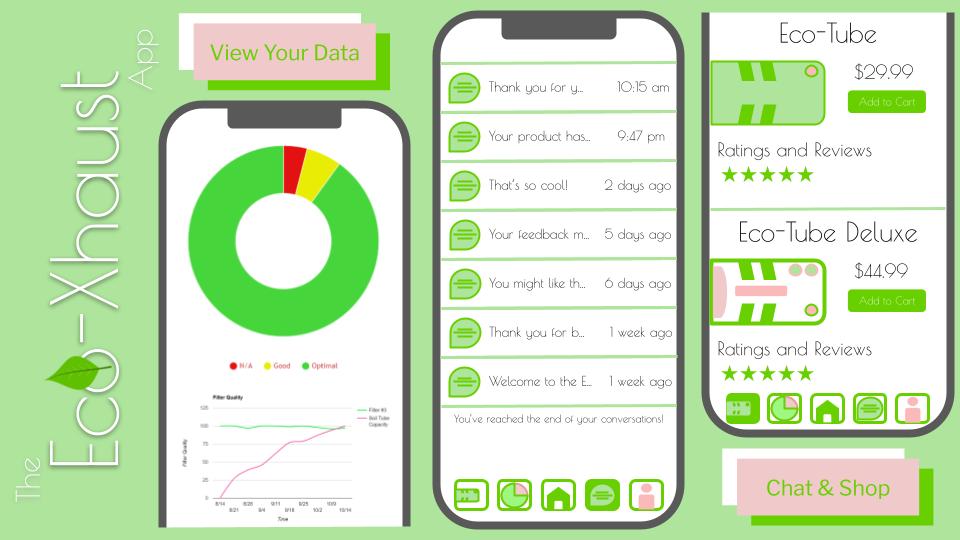 The
Eco-Xhaust
App
View Your Data
N/A Good Optimal
Filter Quality
Filter Quality
125
100
75
50
25
0
8/14 8/21 8/28 9/4 9/11 9/18 9/25 10/2 10/9 10/14
Time
Filter #3
Soil Tube
Capacity
Thank you for y... 10:15 am
Your product has... 9:47 pm
That's so cool! 2 days ago
Your feedback m... 5 days ago
You might like th... 6 days ago
Thank you for b... 1 week ago
Welcome to the E... 1 week ago
You've reached the end of your conversations!
Eco-Tube
$29.99
Add to Cart
Ratings and Reviews
Eco-Tube Deluxe
$44.99
Add to Cart
Ratings and Reviews
Chat & Shop